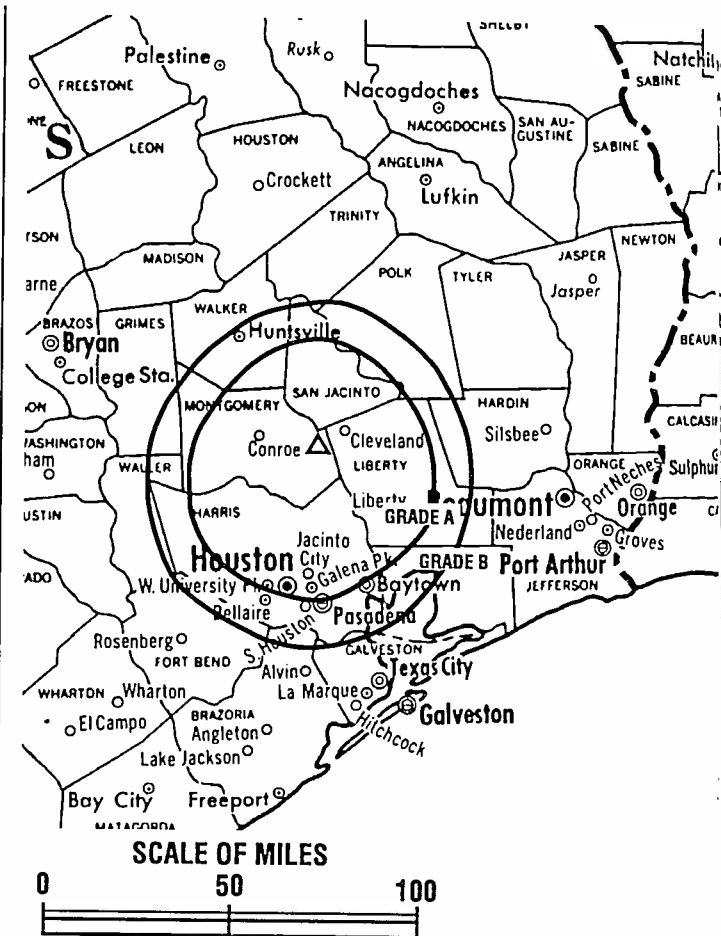 SHELBY
Palestine
Rusk
FREESTONE
SABINE
Nacogdoches
S
LEON
HOUSTON
NACOGDOCHES
SAN AU-
GUSTINE
SABINE
ANGELINA
Crockett
Lufkin
TRINITY
NEWTON
MADISON
JASPER
POLK
TYLER
Jasper
WALKER
BRAZOS
GRIMES
Huntsville
Bryan
College Sta.
SAN JACINTO
HARDIN
MONTGOMERY
Cleveland
Silsbee
Conroe
WALLER
LIBERTY
ORANGE
Port Neches
Liberty
Beaumont
Orange
HARRIS
GRADE A
Nederland
Groves
Jacinto
City
Houston
Galena Pk.
GRADE B
Port Arthur
W. University Pl.
Baytown
JEFFERSON
Bellaire
Pasadena
S. Houston
Rosenberg
GALVESTON
FORT BEND
Alvin
Texas City
WHARTON
Wharton
La Marque
El Campo
BRAZORIA
Galveston
Angleton
Hitchcock
Lake Jackson
Bay City
Freeport
MATAGORDA
SCALE OF MILES
0 50 100